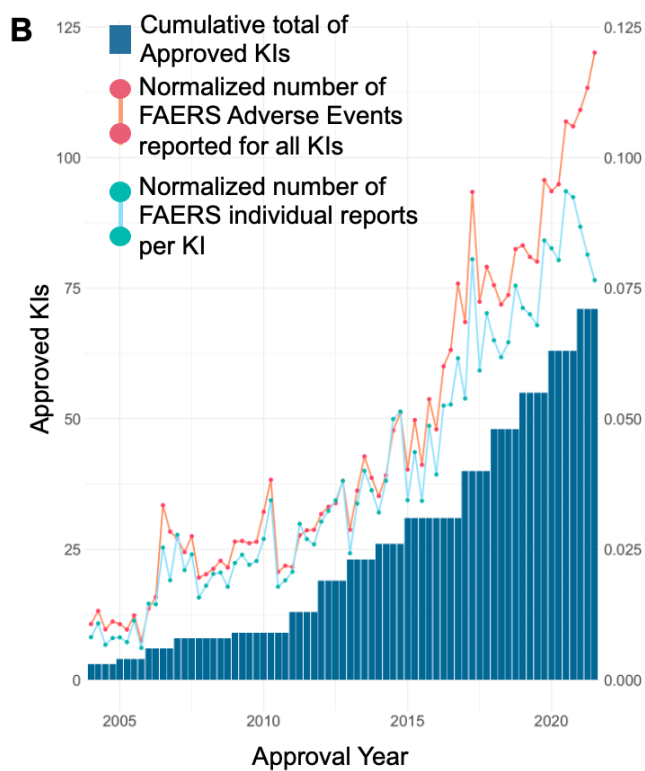 B
Cumulative total of
Approved KIs
Normalized number of
FAERS Adverse Events
reported for all KIs
Normalized number of
FAERS individual reports
per KI
Approved KIs
125
100
75
50
25
0
0.125
0.100
0.075
0.050
0.025
0.000
2005
2010
2015
2020
Approval Year